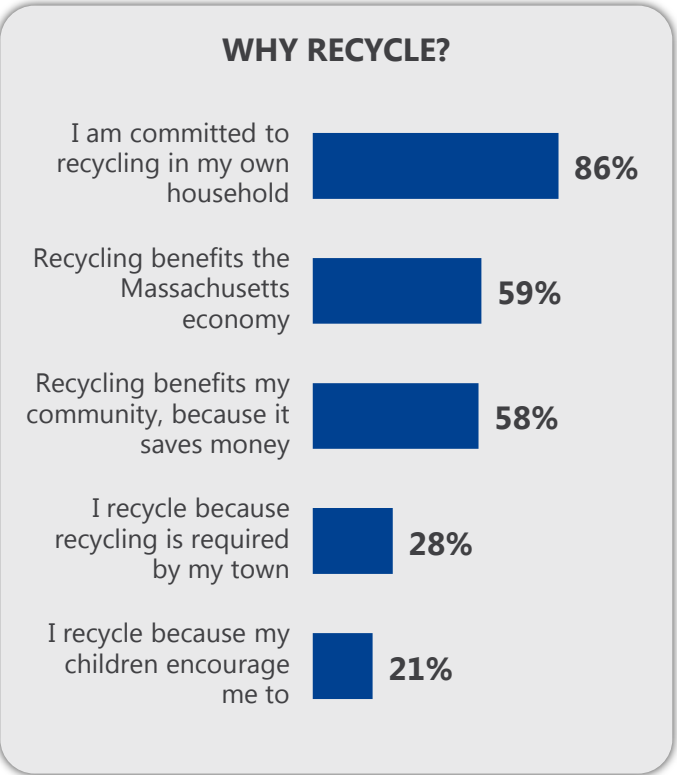 WHY RECYCLE?
I am committed to
recycling in my own
household
86%
Recycling benefits the
Massachusetts
economy
59%
Recycling benefits my
community, because it
saves money
58%
I recycle because
recycling is required
by my town
28%
I recycle because my
children encourage
me to
21%